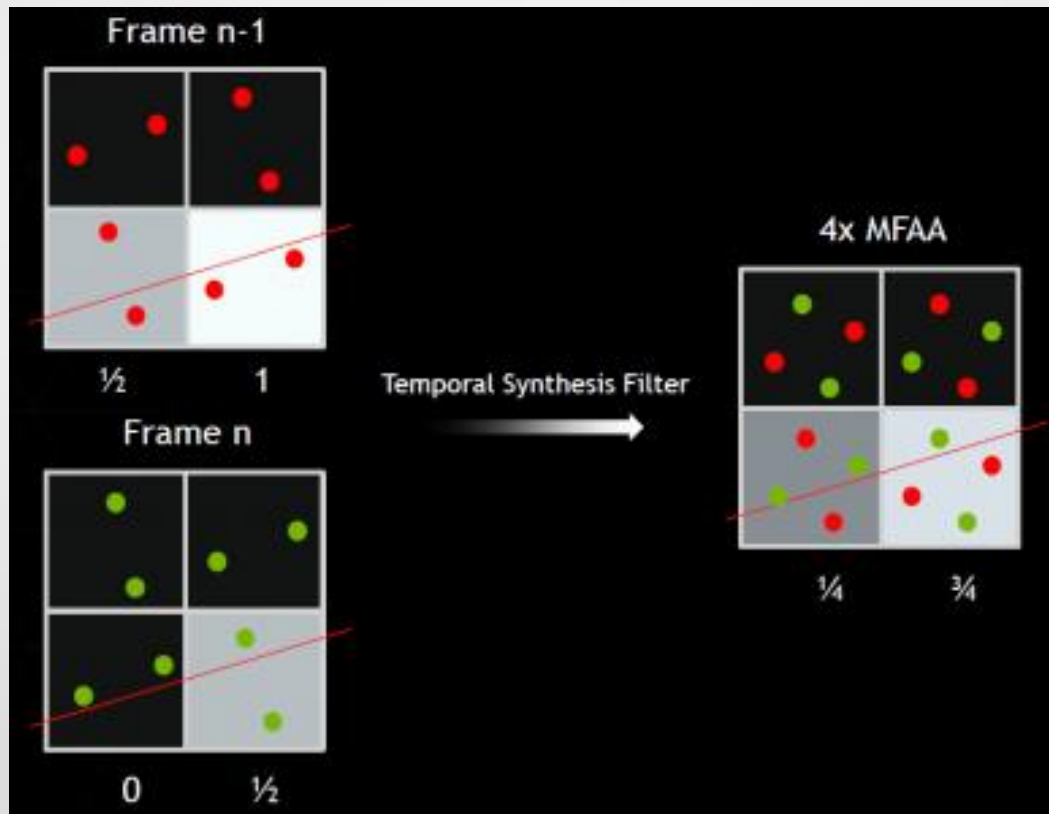 Frame n-1
½ 1
Frame n
0 ½
Temporal Synthesis Filter
4x MFAA
¼ ¾